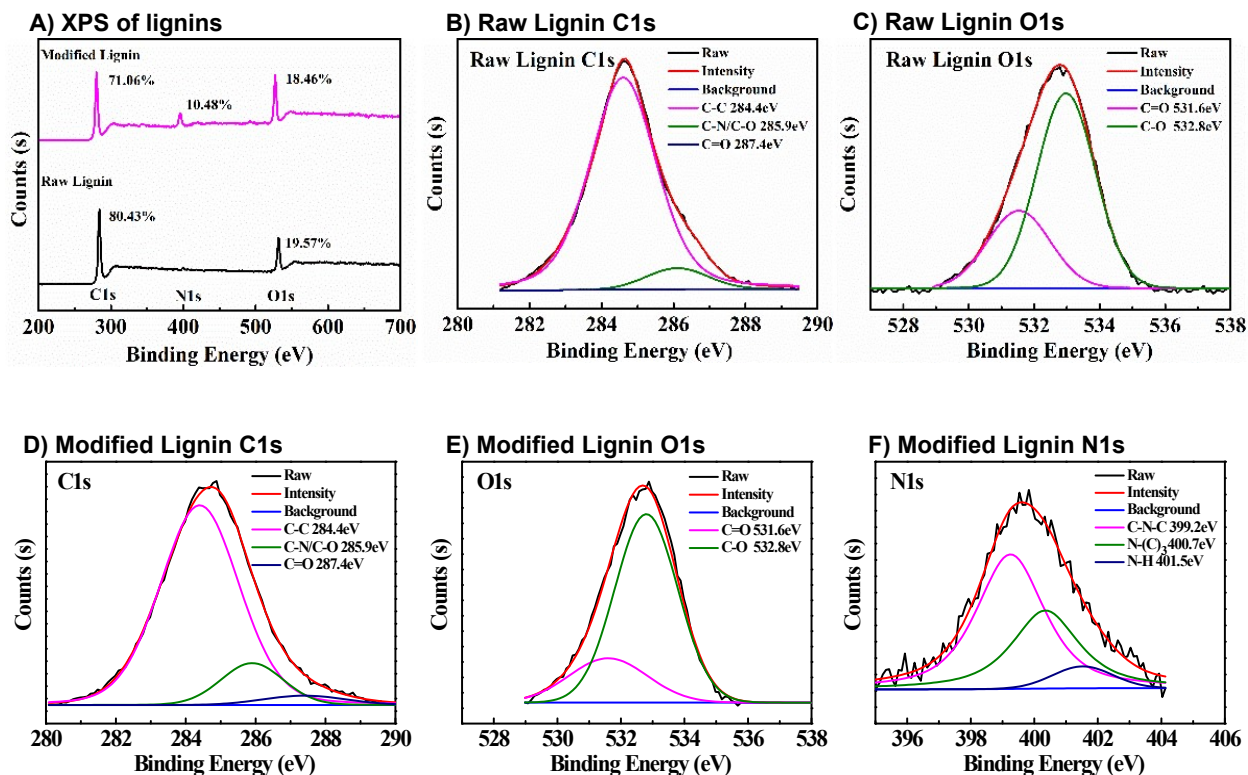 A) XPS of lignins
Modified Lignin
71.06%
10.48%
18.46%
Raw Lignin
80.43%
19.57%
C1s
N1s
O1s
200 300 400 500 600 700
Binding Energy (eV)
Counts (s)
B) Raw Lignin C1s
Raw Lignin C1s
Raw
Intensity
Background
C-C 284.4eV
C-N/C-O 285.9eV
C=O 287.4eV
280 282 284 286 288 290
Binding Energy (eV)
Counts (s)
C) Raw Lignin O1s
Raw Lignin O1s
Raw
Intensity
Background
C=O 531.6eV
C-O 532.8eV
528 530 532 534 536 538
Binding Energy (eV)
Counts (s)
D) Modified Lignin C1s
C1s
Raw
Intensity
Background
C-C 284.4eV
C-N/C-O 285.9eV
C=O 287.4eV
280 282 284 286 288 290
Binding Energy (eV)
Counts (s)
E) Modified Lignin O1s
O1s
Raw
Intensity
Background
C=O 531.6eV
C-O 532.8eV
528 530 532 534 536 538
Binding Energy (eV)
Counts (s)
F) Modified Lignin N1s
N1s
Raw
Intensity
Background
C-N-C 399.2eV
N-(C)₃ 400.7eV
N-H 401.5eV
396 398 400 402 404 406
Binding Energy (eV)
Counts (s)